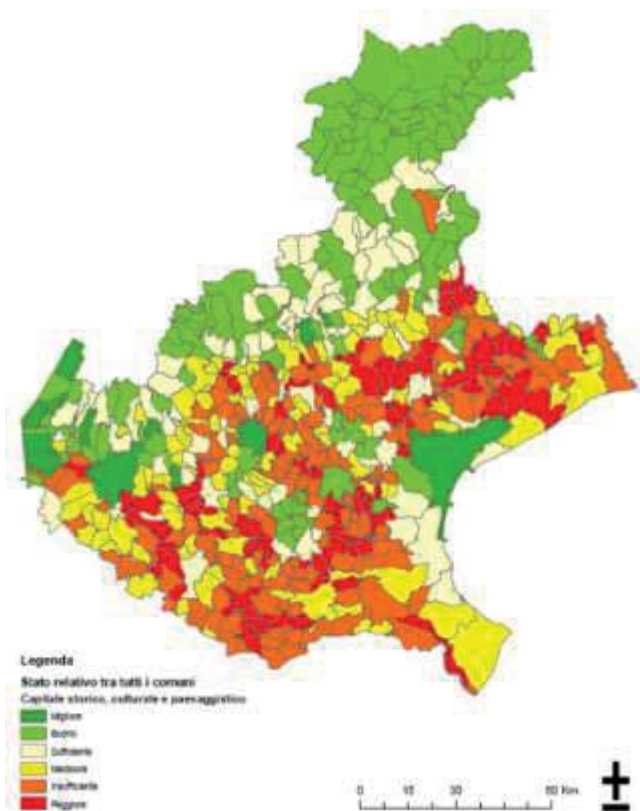 Legenda
Stato relativo tra tutti i comuni
Capitale storico, culturale e paesaggistico
Migliore
Buono
Sufficiente
Mediocre
Insufficiente
Peggiore
0 15 30 60 Km